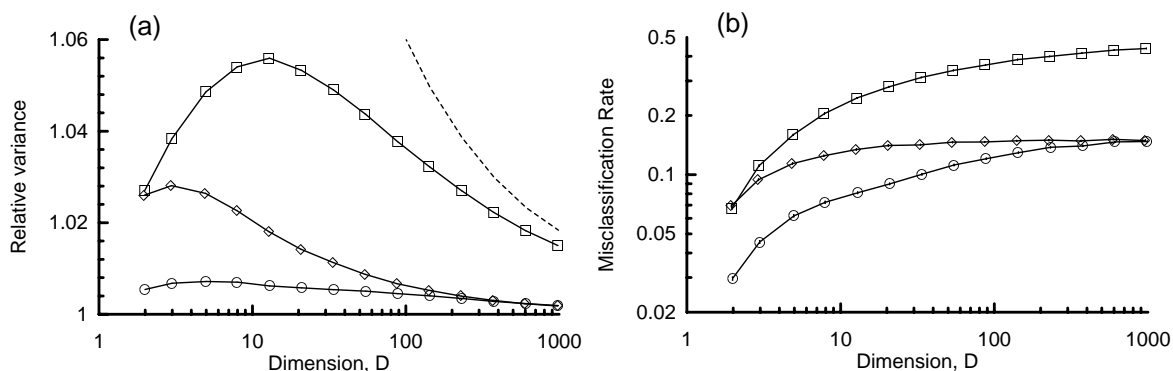 (a)
1.06
1.04
1.02
1
1 10 100 1000
Dimension, D
Relative variance
(b)
0.5
0.2
0.1
0.05
0.02
1 10 100 1000
Dimension, D
Misclassification Rate